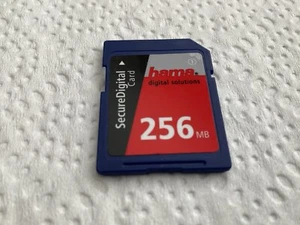 SecureDigital
Card
hama
digital solutions
256 MB